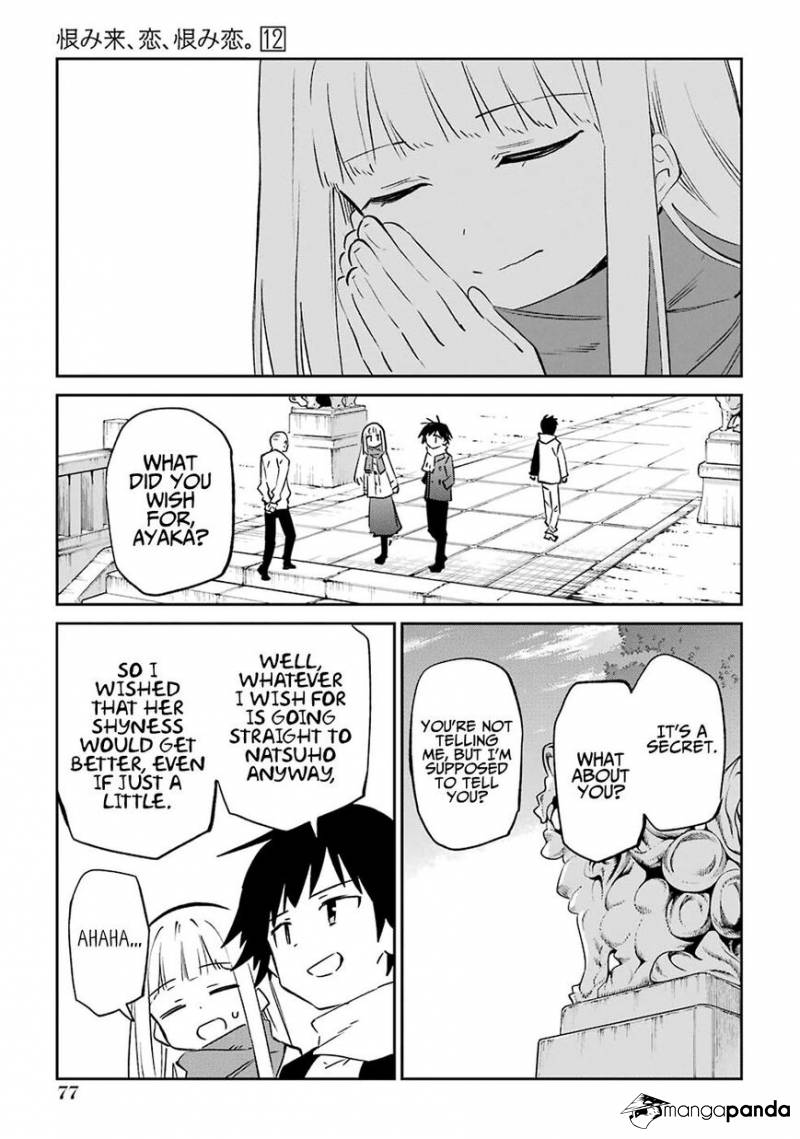 恨み来、恋、恨み恋。12
WHAT
DID YOU
WISH
FOR,
AYAKA?
IT'S A
SECRET.
WHAT
ABOUT
YOU?
YOU'RE NOT
TELLING
ME, BUT I'M
SUPPOSED
TO TELL
YOU?
WELL,
WHATEVER
I WISH FOR
IS GOING
STRAIGHT TO
NATSUHO
ANYWAY,
SO I
WISHED
THAT HER
SHYNESS
WOULD GET
BETTER, EVEN
IF JUST A
LITTLE.
AHAHA...
77
mangapanda